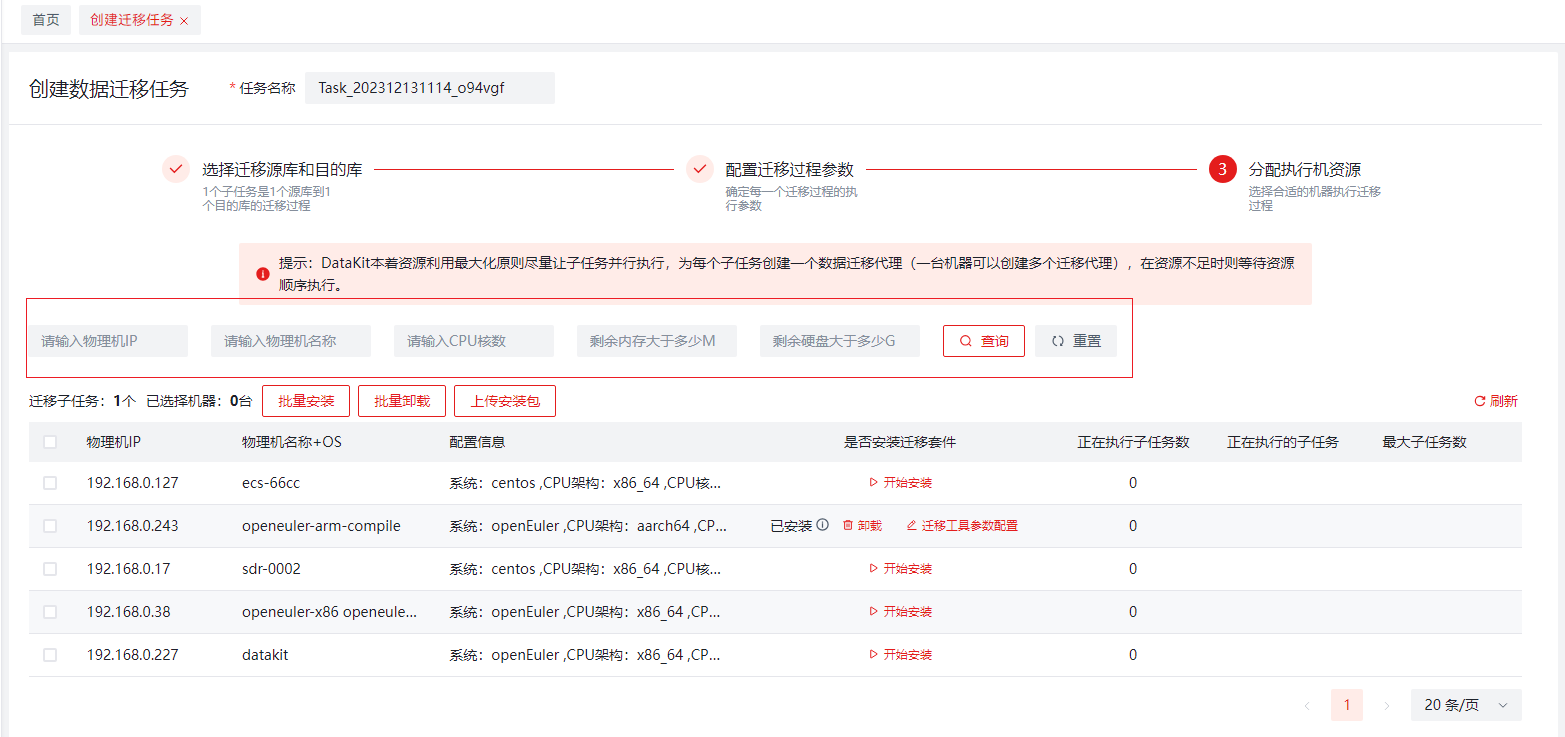 首页 创建迁移任务
创建数据迁移任务 * 任务名称 Task_202312131114_o94vgf
选择迁移源库和目的库
1个子任务是1个源库到1
个目的库的迁移过程
配置迁移过程参数
确定每一个迁移过程的执
行参数
3 分配执行机资源
选择合适的机器执行迁移
过程
提示：DataKit本着资源利用最大化原则尽量让子任务并行执行，为每个子任务创建一个数据迁移代理（一台机器可以创建多个迁移代理），在资源不足时则等待资源
顺序执行。
请输入物理机IP 请输入物理机名称 请输入CPU核数 剩余内存大于多少M 剩余硬盘大于多少G 查询 重置
迁移子任务：1个 已选择机器：0台 批量安装 批量卸载 上传安装包 刷新
物理机IP 物理机名称+OS 配置信息 是否安装迁移套件 正在执行子任务数 正在执行的子任务 最大子任务数
192.168.0.127 ecs-66cc 系统：centos ,CPU架构：x86_64 ,CPU核... 开始安装 0
192.168.0.243 openeuler-arm-compile 系统：openEuler ,CPU架构：aarch64 ,CP... 已安装 卸载 迁移工具参数配置 0
192.168.0.17 sdr-0002 系统：centos ,CPU架构：x86_64 ,CPU核... 开始安装 0
192.168.0.38 openeuler-x86 openeule... 系统：openEuler ,CPU架构：x86_64 ,CP... 开始安装 0
192.168.0.227 datakit 系统：openEuler ,CPU架构：x86_64 ,CP... 开始安装 0
1 20 条/页